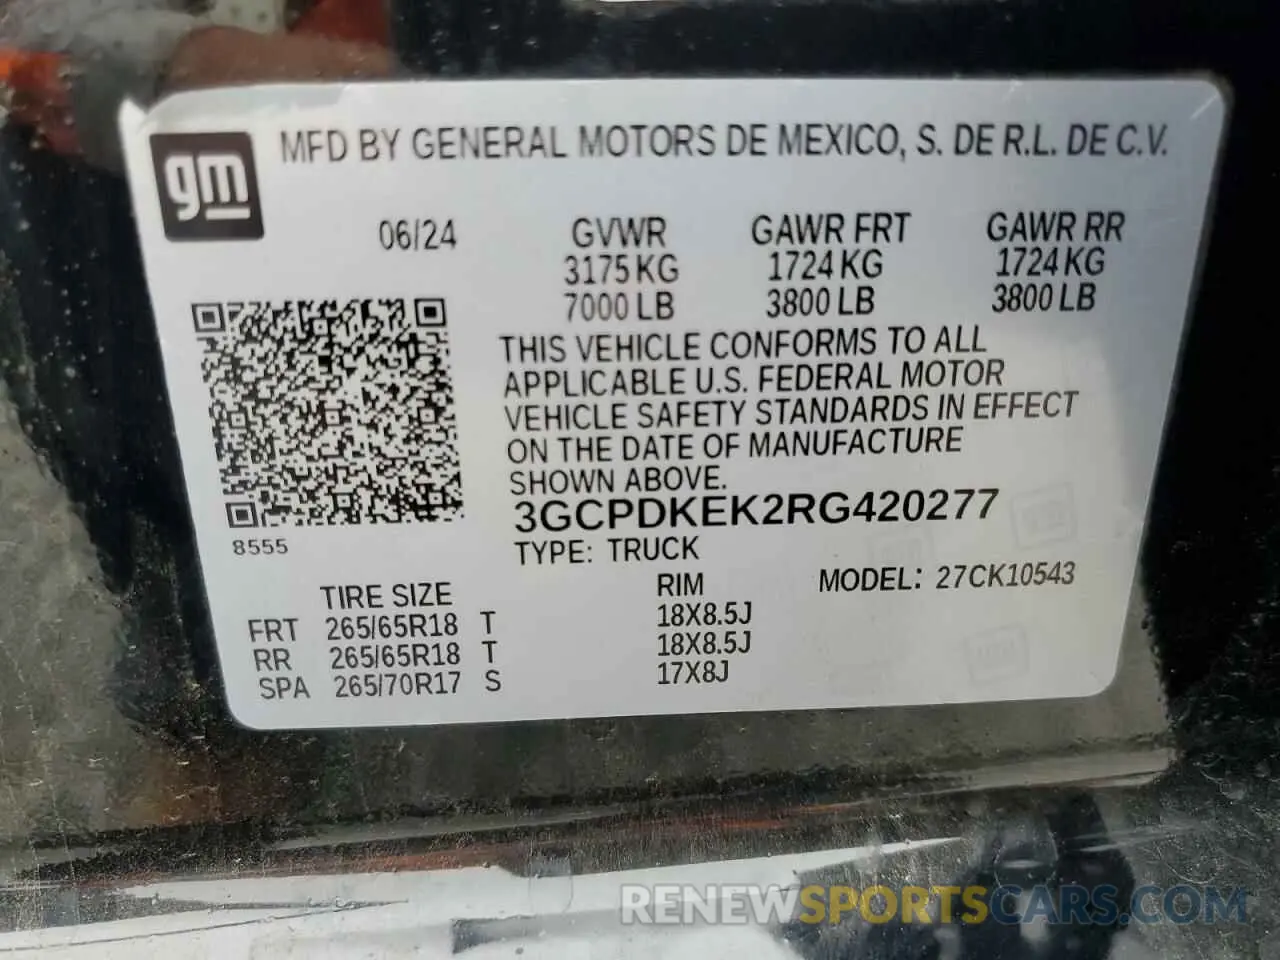 gm MFD BY GENERAL MOTORS DE MEXICO, S. DE R.L. DE C.V.
06/24 GVWR GAWR FRT GAWR RR
3175 KG 1724 KG 1724 KG
7000 LB 3800 LB 3800 LB
THIS VEHICLE CONFORMS TO ALL
APPLICABLE U.S. FEDERAL MOTOR
VEHICLE SAFETY STANDARDS IN EFFECT
ON THE DATE OF MANUFACTURE
SHOWN ABOVE.
3GCPDKEK2RG420277
8555
TYPE: TRUCK
TIRE SIZE RIM MODEL: 27CK10543
FRT 265/65R18 T 18X8.5J
RR 265/65R18 T 18X8.5J
SPA 265/70R17 S 17X8J
RENEWSPORTSCARS.COM